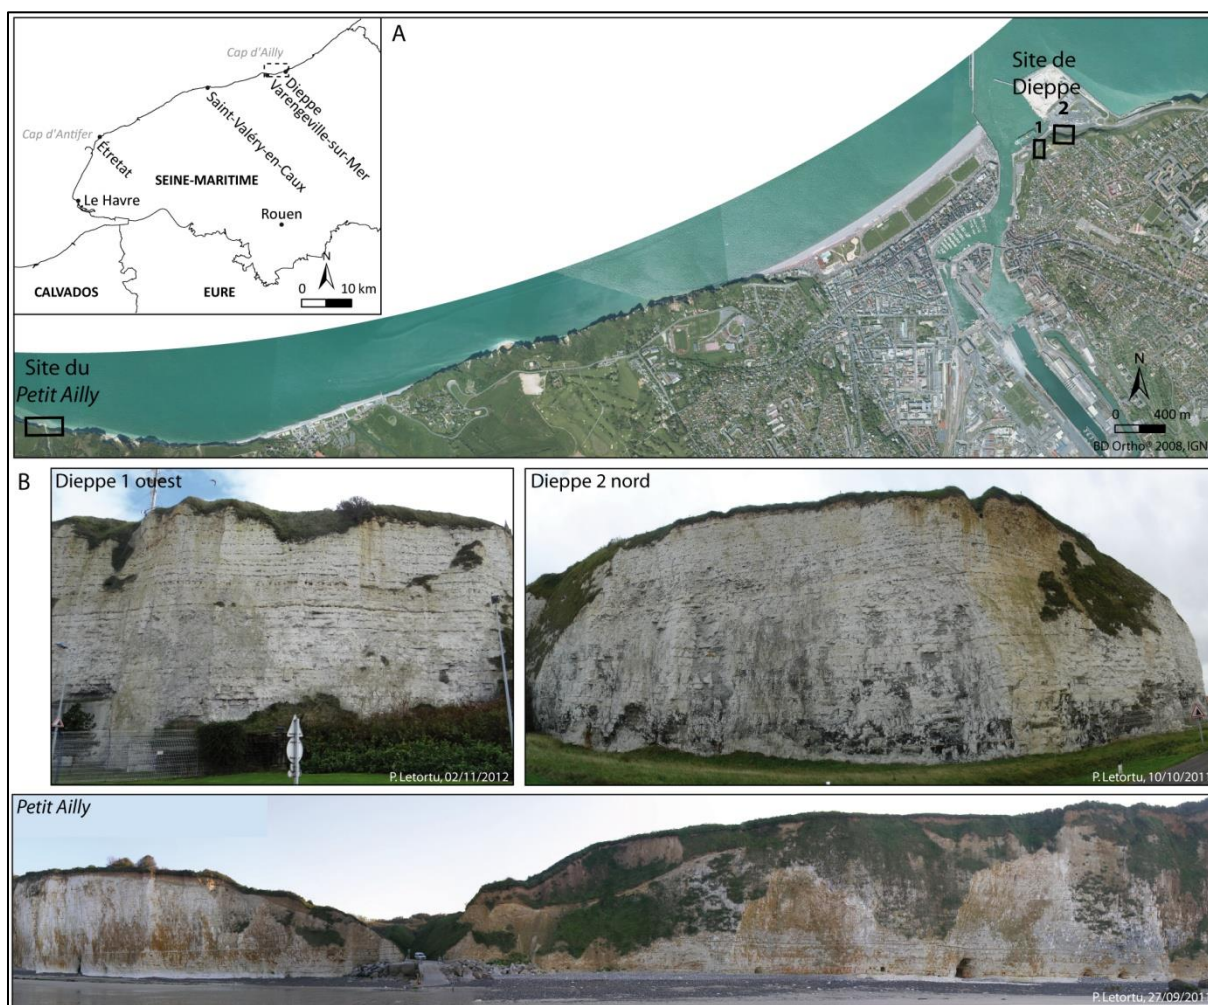 A
Cap d'Ailly
Dieppe
Varengeville-sur-Mer
Saint-Valéry-en-Caux
Cap d'Antifer
Étretat
SEINE-MARITIME
Le Havre
Rouen
N
CALVADOS
EURE
0 10 km
Site de
Dieppe
2
1
Site du
Petit Ailly
N
0 400 m
BD Ortho® 2008, IGN
B
Dieppe 1 ouest
P. Letortu, 02/11/2012
Dieppe 2 nord
P. Letortu, 10/10/2011
Petit Ailly
P. Letortu, 27/09/2011